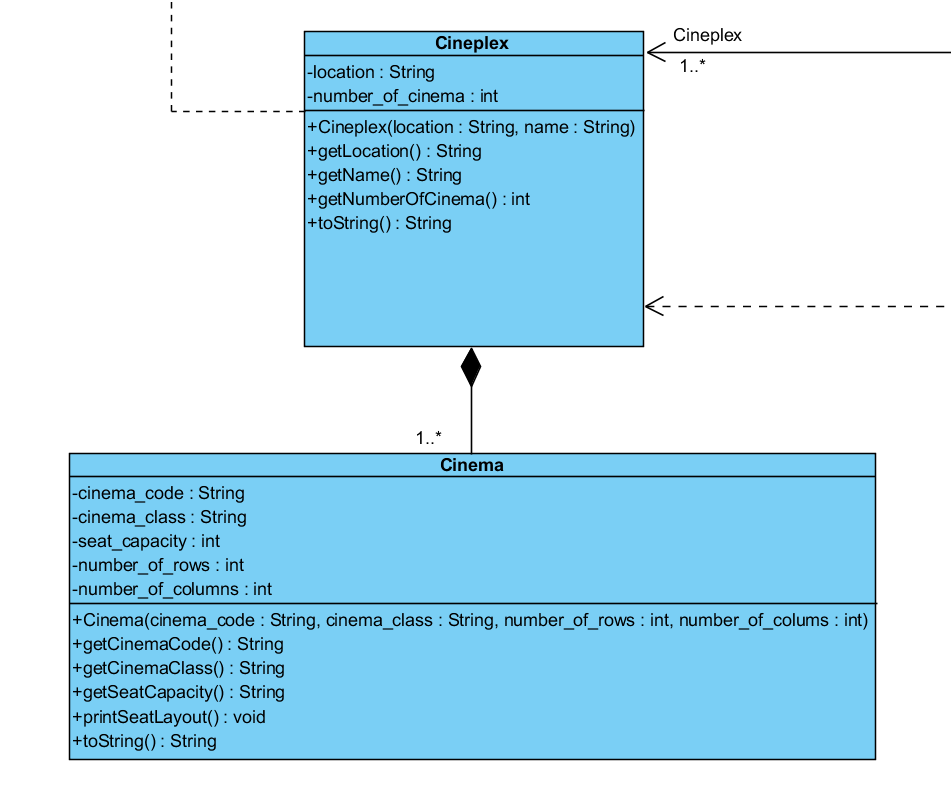 Cineplex
-location : String
-number_of_cinema : int
+Cineplex(location : String, name : String)
+getLocation() : String
+getName() : String
+getNumberOfCinema() : int
+toString() : String
Cineplex
1..*
1..*
Cinema
-cinema_code : String
-cinema_class : String
-seat_capacity : int
-number_of_rows : int
-number_of_columns : int
+Cinema(cinema_code : String, cinema_class : String, number_of_rows : int, number_of_colums : int)
+getCinemaCode() : String
+getCinemaClass() : String
+getSeatCapacity() : String
+printSeatLayout() : void
+toString() : String